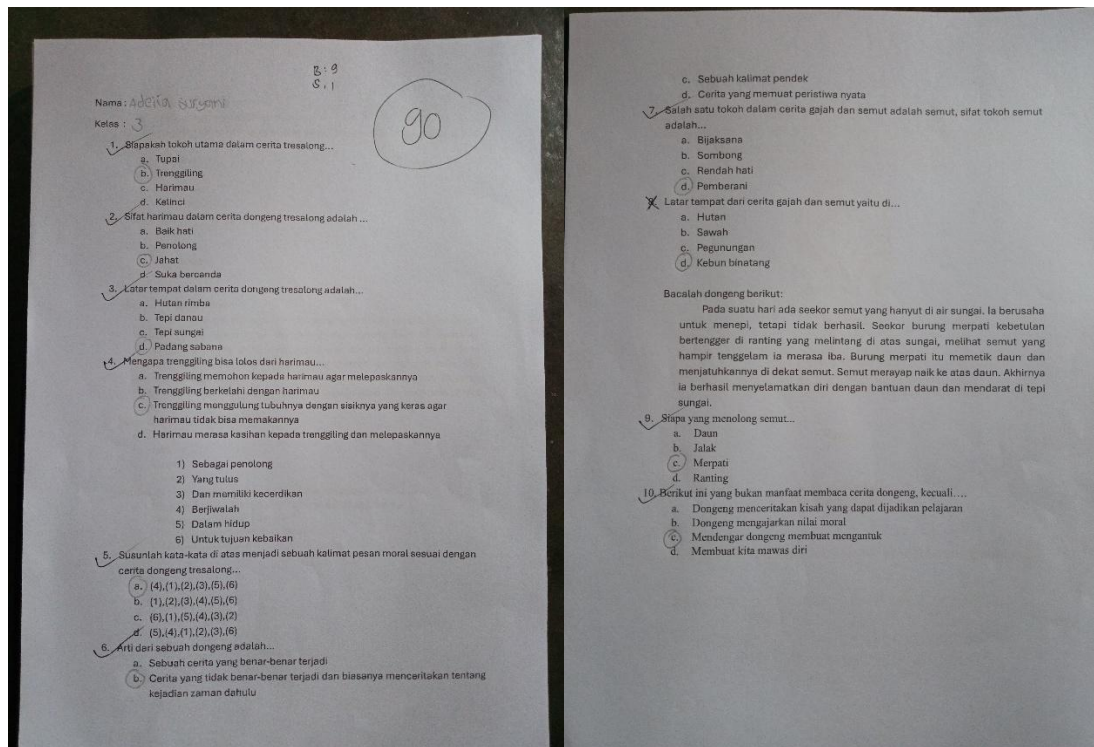 B : 9
S : 1
Nama : Adelia Suryani
Kelas : 3
90
1. Siapakah tokoh utama dalam cerita tresalong...
a. Tupai
b. Trenggiling
c. Harimau
d. Kelinci
2. Sifat harimau dalam cerita dongeng tresalong adalah ...
a. Baik hati
b. Penolong
c. Jahat
d. Suka bercanda
3. Latar tempat dalam cerita dongeng tresalong adalah...
a. Hutan rimba
b. Tepi danau
c. Tepi sungai
d. Padang sabana
4. Mengapa trenggiling bisa lolos dari harimau...
a. Trenggiling memohon kepada harimau agar melepaskannya
b. Trenggiling berkelahi dengan harimau
c. Trenggiling menggulung tubuhnya dengan sisiknya yang keras agar
harimau tidak bisa memakannya
d. Harimau merasa kasihan kepada trenggiling dan melepaskannya
1) Sebagai penolong
2) Yang tulus
3) Dan memiliki kecerdikan
4) Berjiwalah
5) Dalam hidup
6) Untuk tujuan kebaikan
5. Susunlah kata-kata di atas menjadi sebuah kalimat pesan moral sesuai dengan
cerita dongeng tresalong...
a. (4),(1),(2),(3),(5),(6)
b. (1),(2),(3),(4),(5),(6)
c. (6),(1),(5),(4),(3),(2)
d. (5),(4),(1),(2),(3),(6)
6. Arti dari sebuah dongeng adalah...
a. Sebuah cerita yang benar-benar terjadi
b. Cerita yang tidak benar-benar terjadi dan biasanya menceritakan tentang
kejadian zaman dahulu
c. Sebuah kalimat pendek
d. Cerita yang memuat peristiwa nyata
7. Salah satu tokoh dalam cerita gajah dan semut adalah semut, sifat tokoh semut
adalah...
a. Bijaksana
b. Sombong
c. Rendah hati
d. Pemberani
8. Latar tempat dari cerita gajah dan semut yaitu di...
a. Hutan
b. Sawah
c. Pegunungan
d. Kebun binatang
Bacalah dongeng berikut:
Pada suatu hari ada seekor semut yang hanyut di air sungai. Ia berusaha
untuk menepi, tetapi tidak berhasil. Seekor burung merpati kebetulan
bertengger di ranting yang melintang di atas sungai, melihat semut yang
hampir tenggelam ia merasa iba. Burung merpati itu memetik daun dan
menjatuhkannya di dekat semut. Semut merayap naik ke atas daun. Akhirnya
ia berhasil menyelamatkan diri dengan bantuan daun dan mendarat di tepi
sungai.
9. Siapa yang menolong semut...
a. Daun
b. Jalak
c. Merpati
d. Ranting
10. Berikut ini yang bukan manfaat membaca cerita dongeng, kecuali....
a. Dongeng menceritakan kisah yang dapat dijadikan pelajaran
b. Dongeng mengajarkan nilai moral
c. Mendengar dongeng membuat mengantuk
d. Membuat kita mawas diri